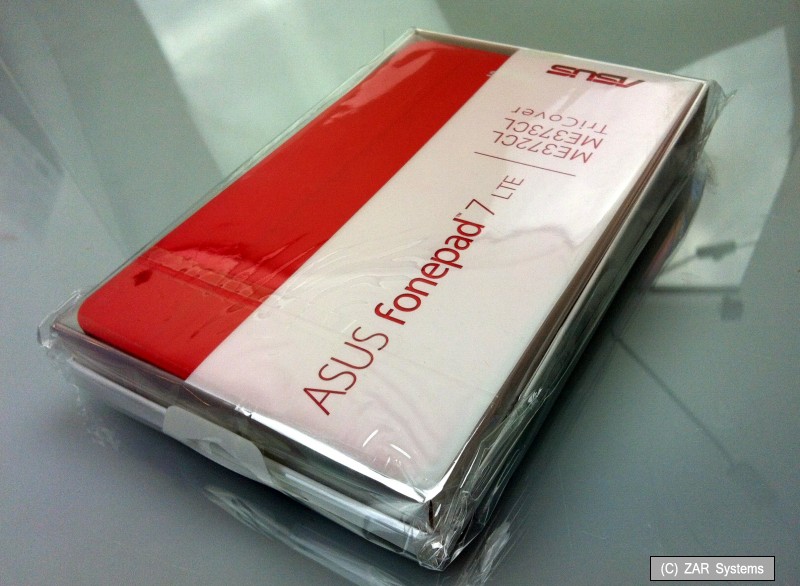 ASUS
ME372CL
ME373CL
TriCover
ASUS Fonepad™ 7 LTE
(C) ZAR Systems